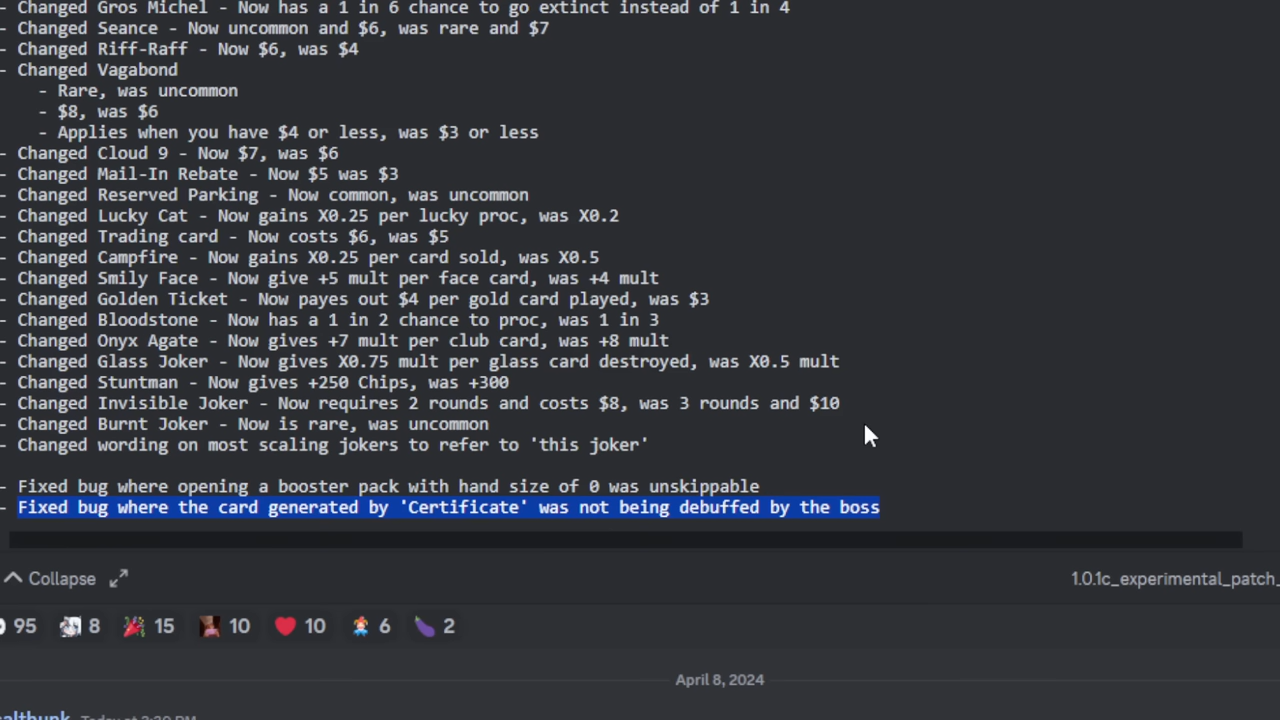 - Changed Gros Michel - Now has a 1 in 6 chance to go extinct instead of 1 in 4
- Changed Seance - Now uncommon and $6, was rare and $7
- Changed Riff-Raff - Now $6, was $4
- Changed Vagabond
- Rare, was uncommon
- $8, was $6
- Applies when you have $4 or less, was $3 or less
- Changed Cloud 9 - Now $7, was $6
- Changed Mail-In Rebate - Now $5 was $3
- Changed Reserved Parking - Now common, was uncommon
- Changed Lucky Cat - Now gains X0.25 per lucky proc, was X0.2
- Changed Trading card - Now costs $6, was $5
- Changed Campfire - Now gains X0.25 per card sold, was X0.5
- Changed Smily Face - Now give +5 mult per face card, was +4 mult
- Changed Golden Ticket - Now payes out $4 per gold card played, was $3
- Changed Bloodstone - Now has a 1 in 2 chance to proc, was 1 in 3
- Changed Onyx Agate - Now gives +7 mult per club card, was +8 mult
- Changed Glass Joker - Now gives X0.75 mult per glass card destroyed, was X0.5 mult
- Changed Stuntman - Now gives +250 Chips, was +300
- Changed Invisible Joker - Now requires 2 rounds and costs $8, was 3 rounds and $10
- Changed Burnt Joker - Now is rare, was uncommon
- Changed wording on most scaling jokers to refer to 'this joker'
- Fixed bug where opening a booster pack with hand size of 0 was unskippable
- Fixed bug where the card generated by 'Certificate' was not being debuffed by the boss
Collapse 1.0.1c_experimental_patch_
95 8 15 10 10 6 2
April 8, 2024